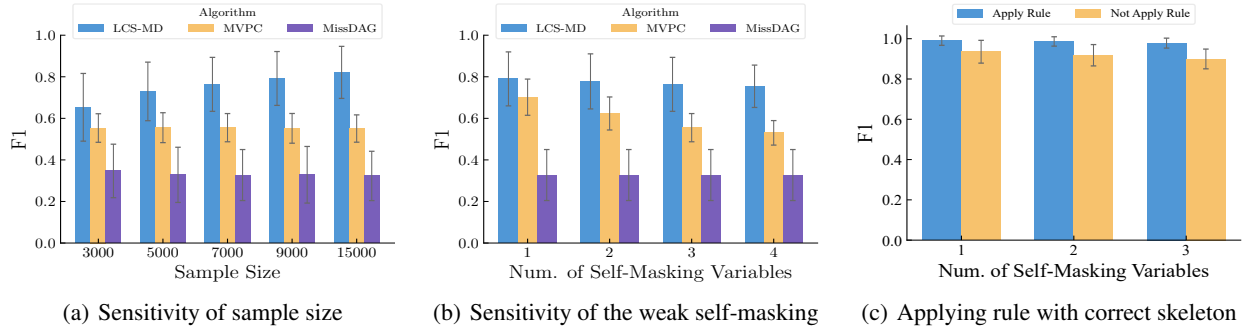 Algorithm
LCS-MD MVPC MissDAG
1.0
0.8
0.6
0.4
0.2
0.0
F1
3000 5000 7000 9000 15000
Sample Size
(a) Sensitivity of sample size
Algorithm
LCS-MD MVPC MissDAG
1.0
0.8
0.6
0.4
0.2
0.0
F1
1 2 3 4
Num. of Self-Masking Variables
(b) Sensitivity of the weak self-masking
Apply Rule Not Apply Rule
1.0
0.8
0.6
0.4
0.2
0.0
F1
1 2 3
Num. of Self-Masking Variables
(c) Applying rule with correct skeleton